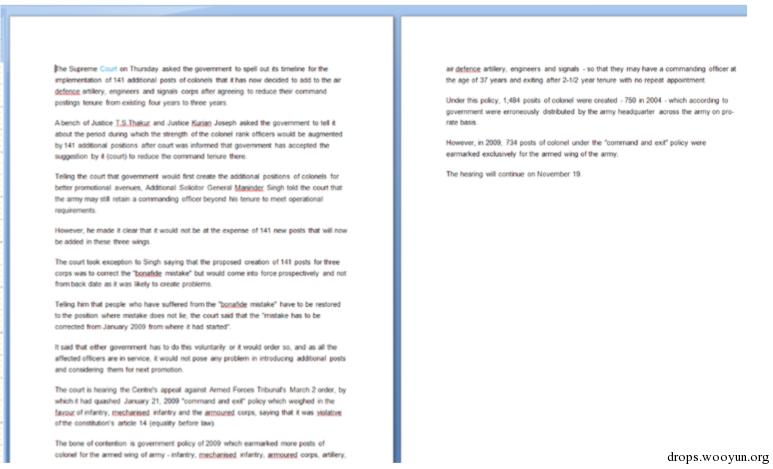 The Supreme Court on Thursday asked the government to spell out its timeline for the
implementation of 141 additional posts of colonels that it has now decided to add to the air
defence artillery, engineers and signals corps after agreeing to reduce their command
postings tenure from existing four years to three years.
A bench of Justice T.S.Thakur and Justice Kurian Joseph asked the government to tell it
about the period during which the strength of the colonel rank officers would be augmented
by 141 additional positions after court was informed that government has accepted the
suggestion by it (court) to reduce the command tenure there.
Telling the court that government would first create the additional positions of colonels for
better promotional avenues, Additional Solicitor General Maninder Singh told the court that
the army may still retain a commanding officer beyond his tenure to meet operational
requirements.
However, he made it clear that it would not be at the expense of 141 new posts that will now
be added in these three wings.
The court took exception to Singh saying that the proposed creation of 141 posts for three
corps was to correct the "bonafide mistake" but would come into force prospectively and not
from back date as it was likely to create problems.
Telling him that people who have suffered from the "bonafide mistake" have to be restored
to the position where mistake does not lie, the court said that the "mistake has to be
corrected from January 2009 from where it had started".
It said that either government has to do this voluntarily or it would order so, and as all the
affected officers are in service, it would not pose any problem in introducing additional posts
and considering them for next promotion.
The court is hearing the Centre's appeal against Armed Forces Tribunal's March 2 order, by
which it had quashed January 21, 2009 "command and exit" policy which weighed in the
favour of infantry, mechanised infantry and the armoured corps, saying that it was violative
of the constitution's article 14 (equality before law).
The bone of contention is government policy of 2009 which earmarked more posts of
colonel for the armed wing of army - infantry, mechanised infantry, armoured corps, artillery,
air defence artillery, engineers and signals - so that they may have a commanding officer at
the age of 37 years and exiting after 2-1/2 year tenure with no repeat appointment.
Under this policy, 1,484 posits of colonel were created - 750 in 2004 - which according to
government were erroneously distributed by the army headquarter across the army on pro-
rate basis.
However, in 2009, 734 posts of colonel under the "command and exit" policy were
earmarked exclusively for the armed wing of the army.
The hearing will continue on November 19.
drops.wooyun.org